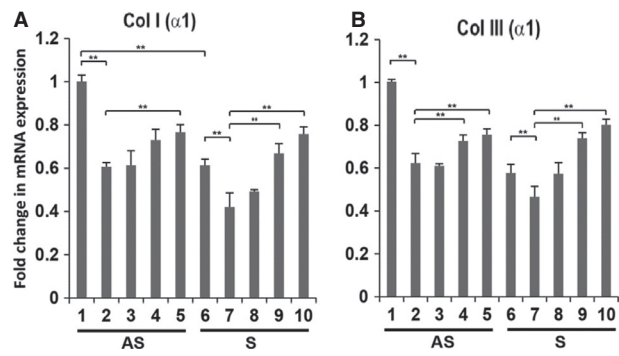 A
Col I (α1)
Fold change in mRNA expression
1.2
1
0.8
0.6
0.4
0.2
0
** ** ** ** ** ** **
1 2 3 4 5 6 7 8 9 10
AS S
B
Col III (α1)
1.2
1
0.8
0.6
0.4
0.2
0
** ** ** ** ** **
1 2 3 4 5 6 7 8 9 10
AS S